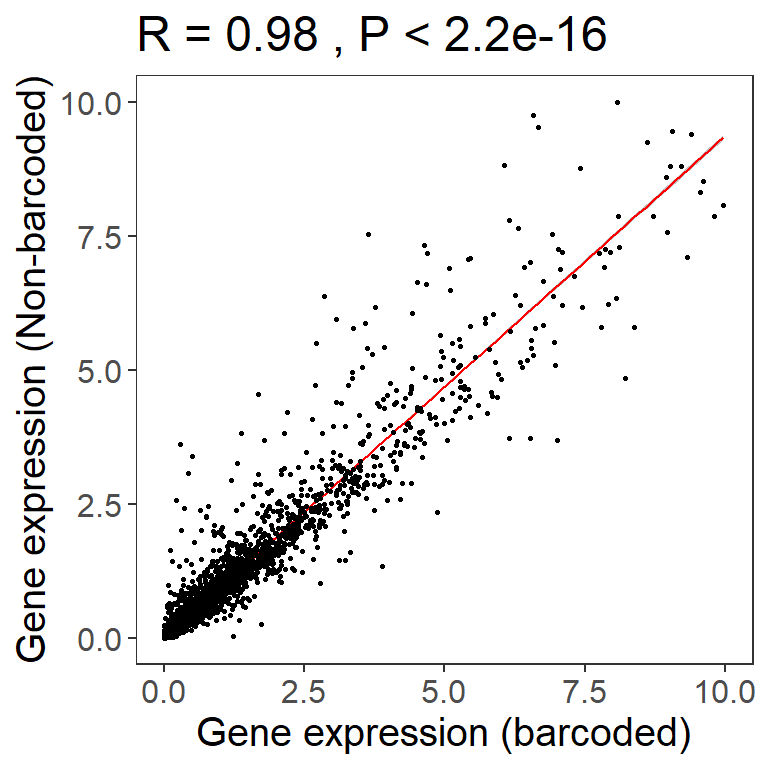 R = 0.98 , P < 2.2e-16
Gene expression (Non-barcoded)
10.0
7.5
5.0
2.5
0.0
0.0 2.5 5.0 7.5 10.0
Gene expression (barcoded)